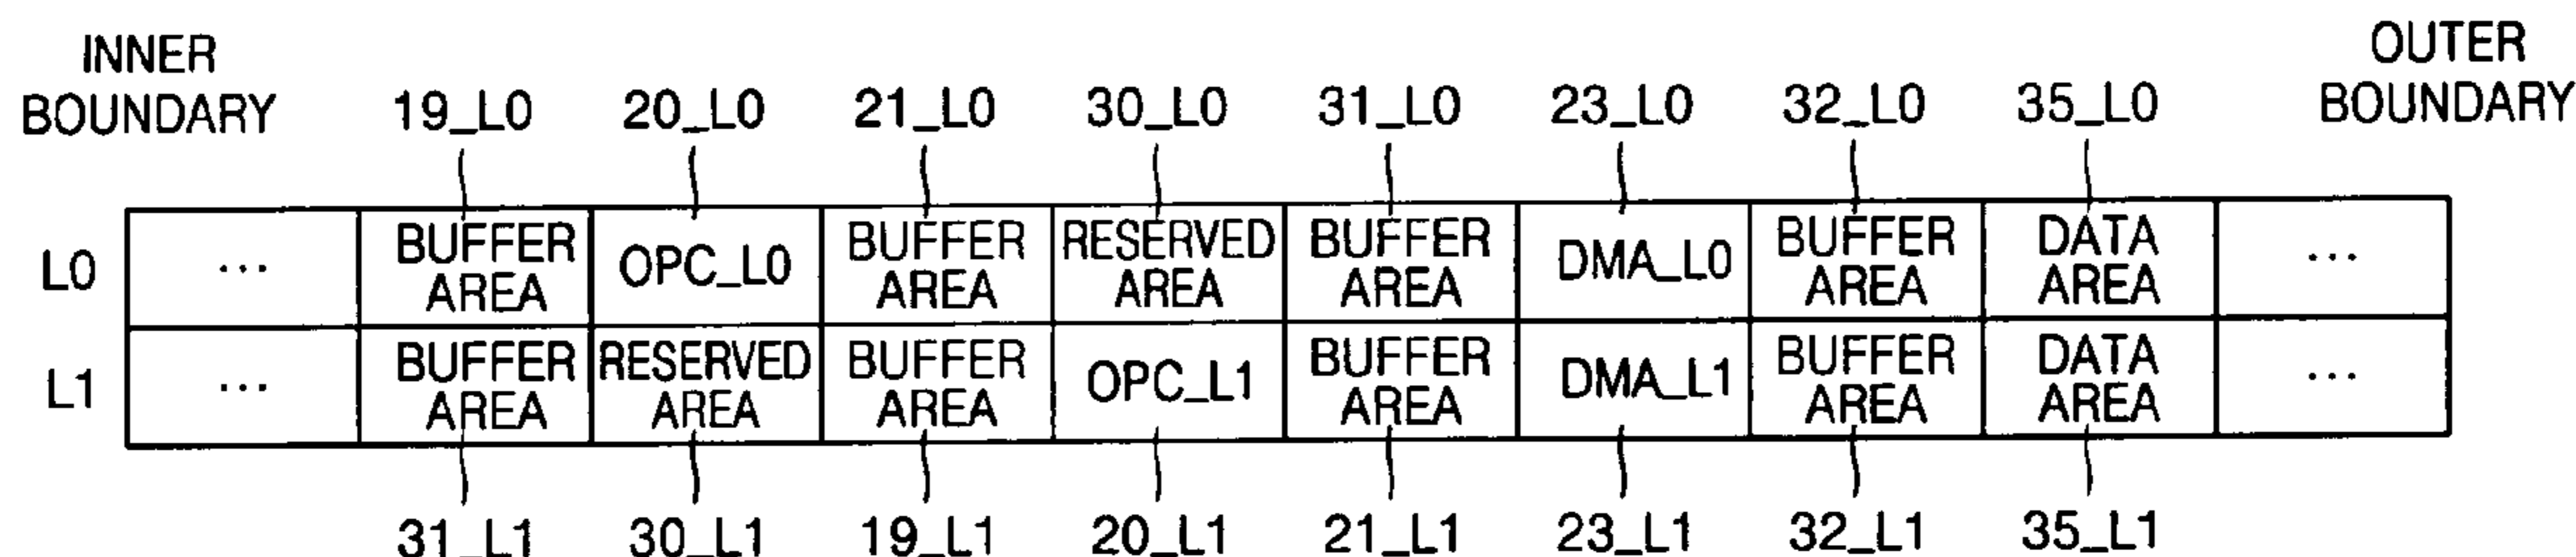 INNER
BOUNDARY
OUTER
BOUNDARY
19_L0 20_L0 21_L0 30_L0 31_L0 23_L0 32_L0 35_L0
L0 ... BUFFER AREA OPC_L0 BUFFER AREA RESERVED AREA BUFFER AREA DMA_L0 BUFFER AREA DATA AREA ...
L1 ... BUFFER AREA RESERVED AREA BUFFER AREA OPC_L1 BUFFER AREA DMA_L1 BUFFER AREA DATA AREA ...
31_L1 30_L1 19_L1 20_L1 21_L1 23_L1 32_L1 35_L1